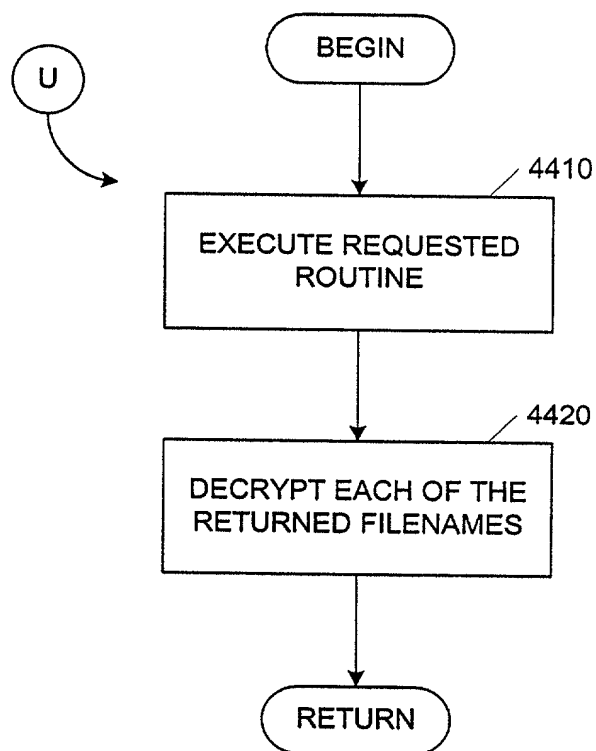 BEGIN
U
4410
EXECUTE REQUESTED
ROUTINE
4420
DECRYPT EACH OF THE
RETURNED FILENAMES
RETURN